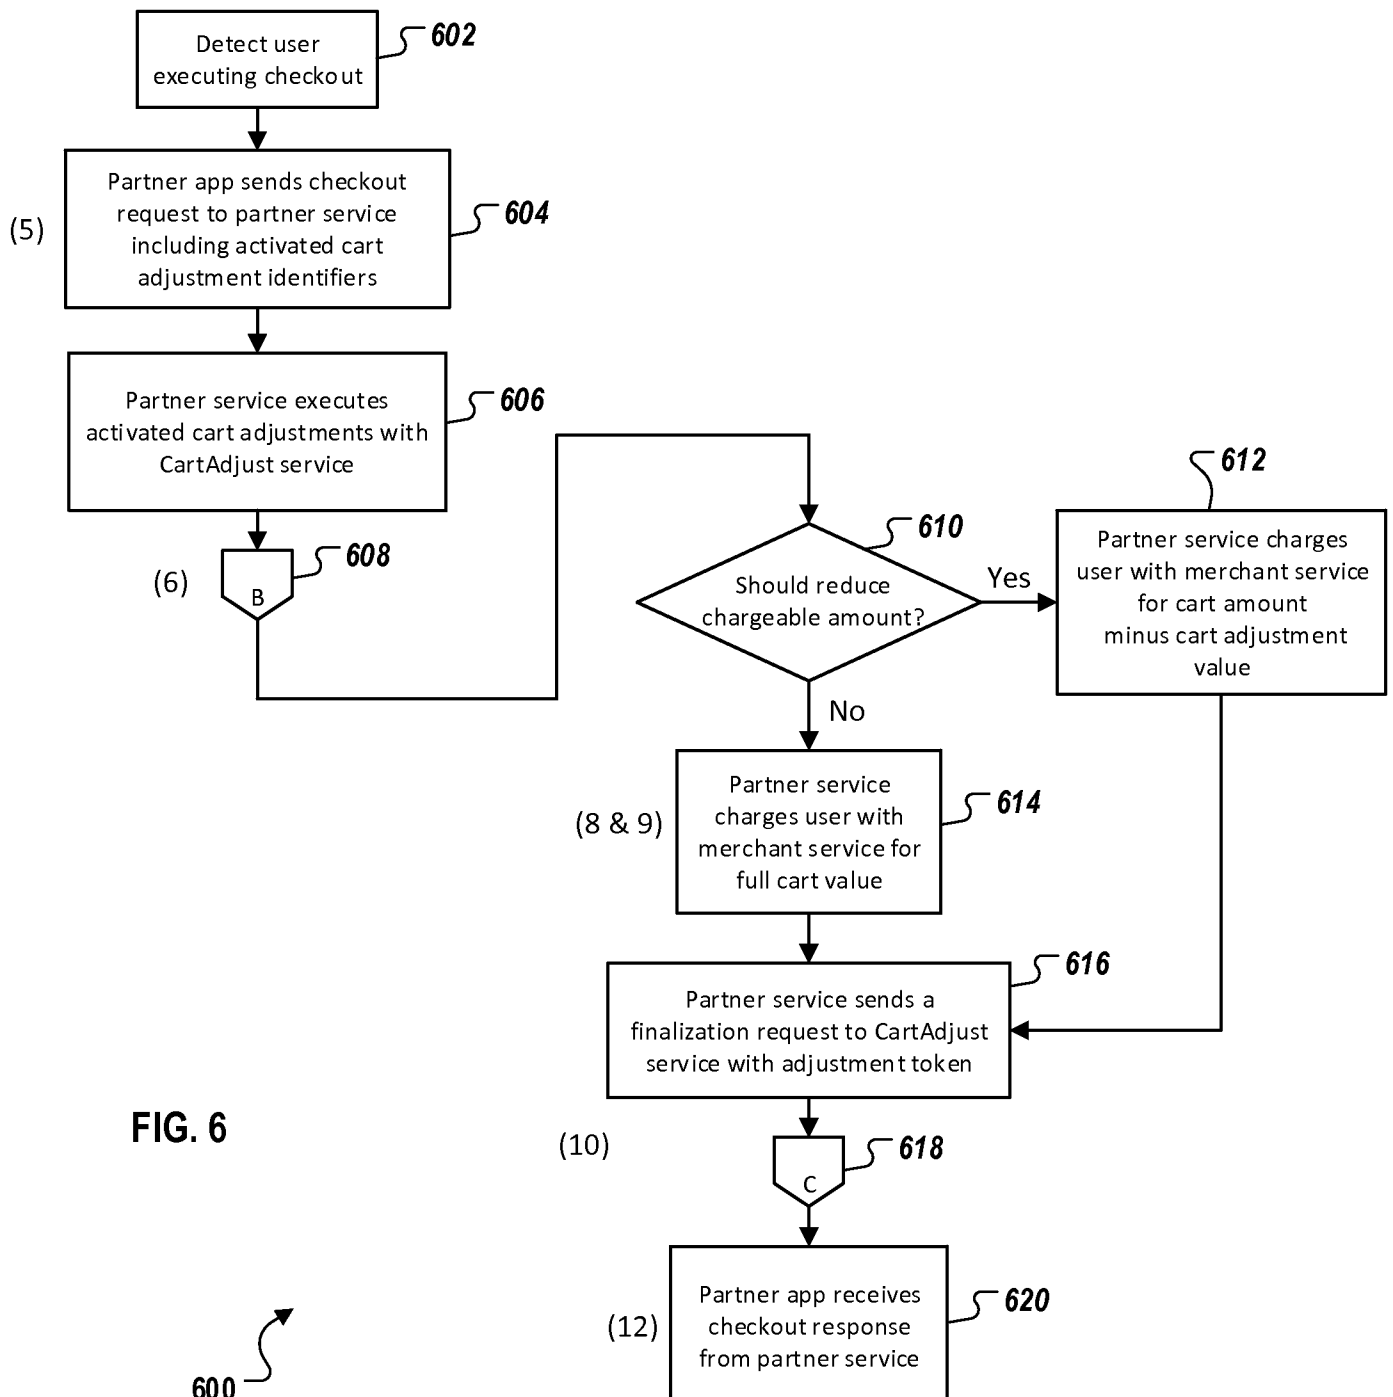 Detect user
executing checkout
602
Partner app sends checkout
request to partner service
including activated cart
adjustment identifiers
604
(5)
Partner service executes
activated cart adjustments with
CartAdjust service
606
(6)
B
608
Should reduce
chargeable amount?
610
Yes
No
612
Partner service charges
user with merchant service
for cart amount
minus cart adjustment
value
(8 & 9)
Partner service
charges user with
merchant service for
full cart value
614
Partner service sends a
finalization request to CartAdjust
service with adjustment token
616
FIG. 6
(10)
C
618
(12)
Partner app receives
checkout response
from partner service
620
600